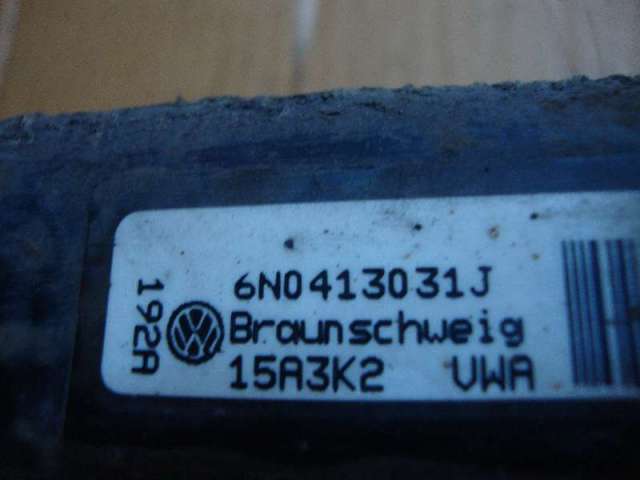 6N0413031J
Braunschweig
15A3K2 VWA
192A